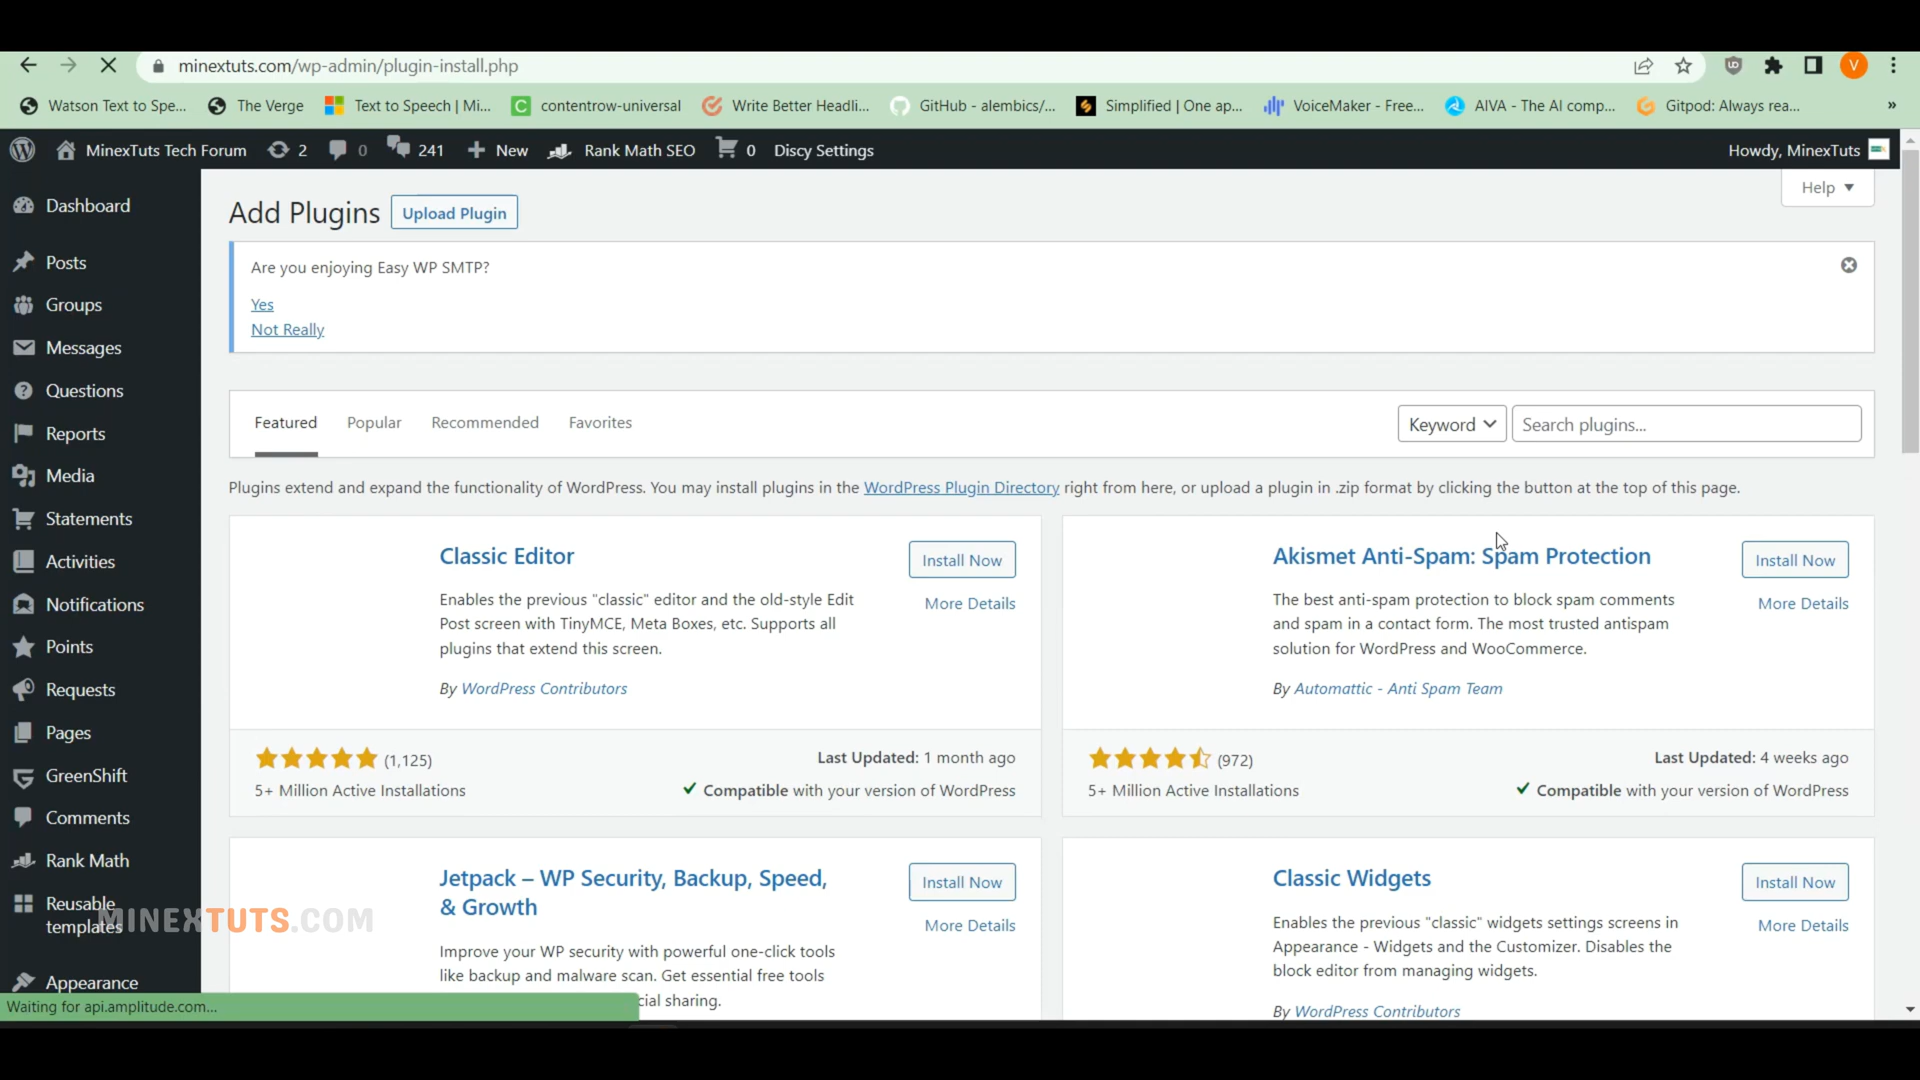 minextuts.com/wp-admin/plugin-install.php
V
Watson Text to Spe... The Verge Text to Speech | Mi... contentrow-universal Write Better Headli... GitHub - alembics/... Simplified | One ap... VoiceMaker - Free... AIVA - The AI comp... Gitpod: Always rea... »
MinexTuts Tech Forum 2 0 241 New Rank Math SEO 0 Discy Settings Howdy, MinexTuts
Help
Add Plugins Upload Plugin
Dashboard
Posts
Groups
Messages
Questions
Reports
Media
Statements
Activities
Notifications
Points
Requests
Pages
GreenShift
Comments
Rank Math
Reusable
templates
Appearance
Are you enjoying Easy WP SMTP?
Yes
Not Really
Featured Popular Recommended Favorites Keyword Search plugins...
Plugins extend and expand the functionality of WordPress. You may install plugins in the WordPress Plugin Directory right from here, or upload a plugin in .zip format by clicking the button at the top of this page.
Classic Editor
Install Now
More Details
Enables the previous "classic" editor and the old-style Edit
Post screen with TinyMCE, Meta Boxes, etc. Supports all
plugins that extend this screen.
By WordPress Contributors
(1,125)
Last Updated: 1 month ago
5+ Million Active Installations
Compatible with your version of WordPress
Akismet Anti-Spam: Spam Protection
Install Now
More Details
The best anti-spam protection to block spam comments
and spam in a contact form. The most trusted antispam
solution for WordPress and WooCommerce.
By Automattic - Anti Spam Team
(972)
Last Updated: 4 weeks ago
5+ Million Active Installations
Compatible with your version of WordPress
Jetpack – WP Security, Backup, Speed,
& Growth
Install Now
More Details
Improve your WP security with powerful one-click tools
like backup and malware scan. Get essential free tools
cial sharing.
Classic Widgets
Install Now
More Details
Enables the previous "classic" widgets settings screens in
Appearance - Widgets and the Customizer. Disables the
block editor from managing widgets.
By WordPress Contributors
MINEXTUTS.COM
Waiting for api.amplitude.com...